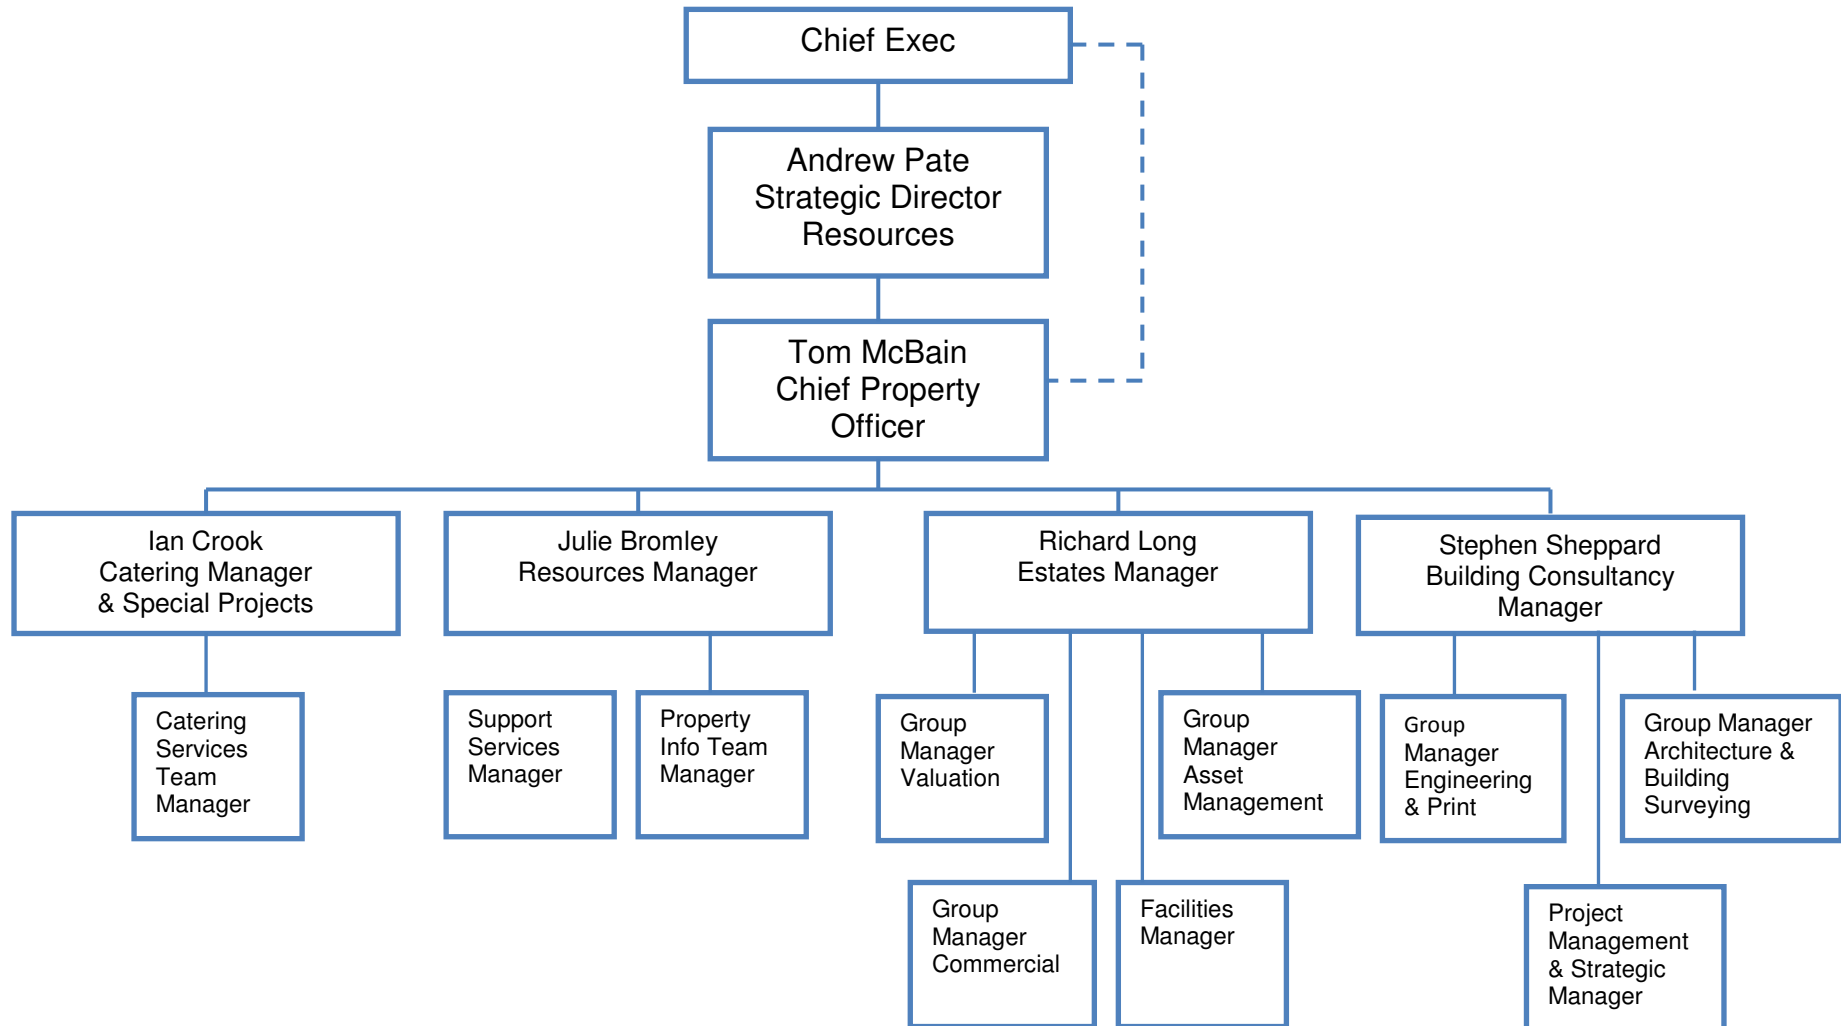 Chief Exec
Andrew Pate
Strategic Director
Resources
Tom McBain
Chief Property
Officer
Ian Crook
Catering Manager
& Special Projects
Julie Bromley
Resources Manager
Richard Long
Estates Manager
Stephen Sheppard
Building Consultancy
Manager
Catering
Services
Team
Manager
Support
Services
Manager
Property
Info Team
Manager
Group
Manager
Valuation
Group
Manager
Asset
Management
Group
Manager
Engineering
& Print
Group Manager
Architecture &
Building
Surveying
Group
Manager
Commercial
Facilities
Manager
Project
Management
& Strategic
Manager